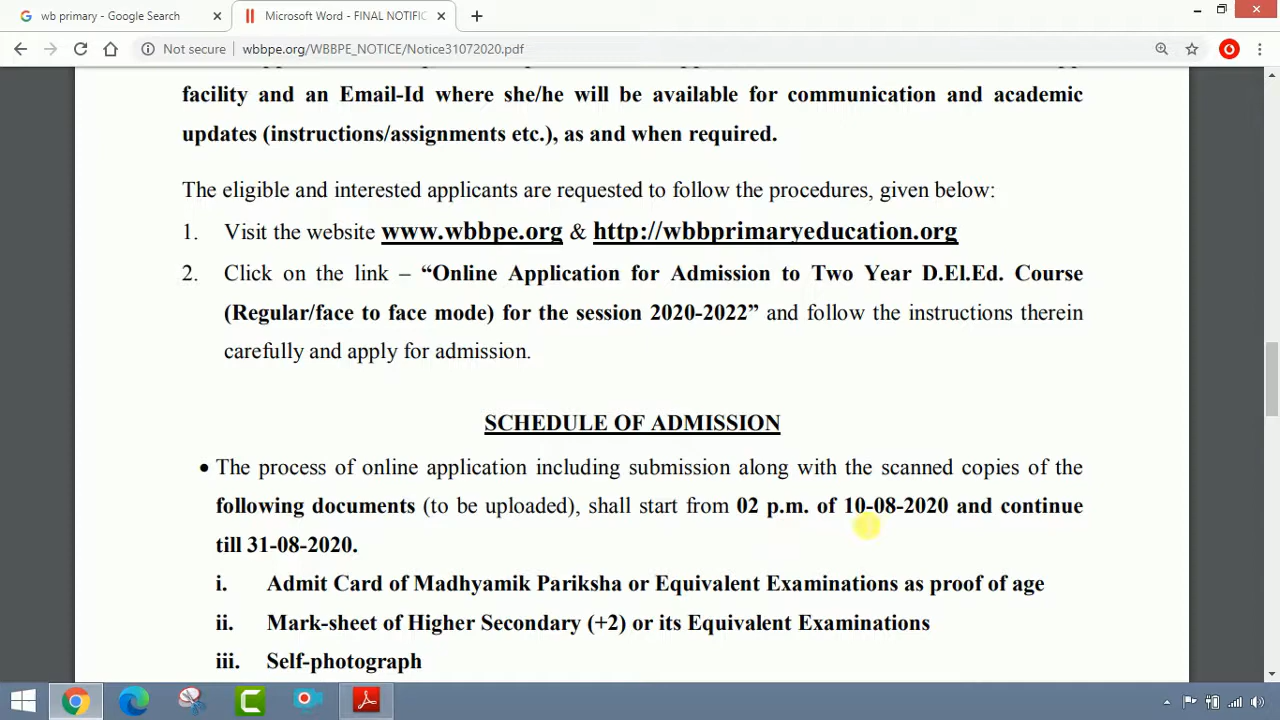 wb primary - Google Search
Microsoft Word - FINAL NOTIFIC
Not secure
wbbpe.org/WBBPE_NOTICE/Notice31072020.pdf
facility and an Email-Id where she/he will be available for communication and academic
updates (instructions/assignments etc.), as and when required.
The eligible and interested applicants are requested to follow the procedures, given below:
1. Visit the website www.wbbpe.org & http://wbbprimaryeducation.org
2. Click on the link – “Online Application for Admission to Two Year D.El.Ed. Course
(Regular/face to face mode) for the session 2020-2022” and follow the instructions therein
carefully and apply for admission.
SCHEDULE OF ADMISSION
• The process of online application including submission along with the scanned copies of the
following documents (to be uploaded), shall start from 02 p.m. of 10-08-2020 and continue
till 31-08-2020.
i. Admit Card of Madhyamik Pariksha or Equivalent Examinations as proof of age
ii. Mark-sheet of Higher Secondary (+2) or its Equivalent Examinations
iii. Self-photograph